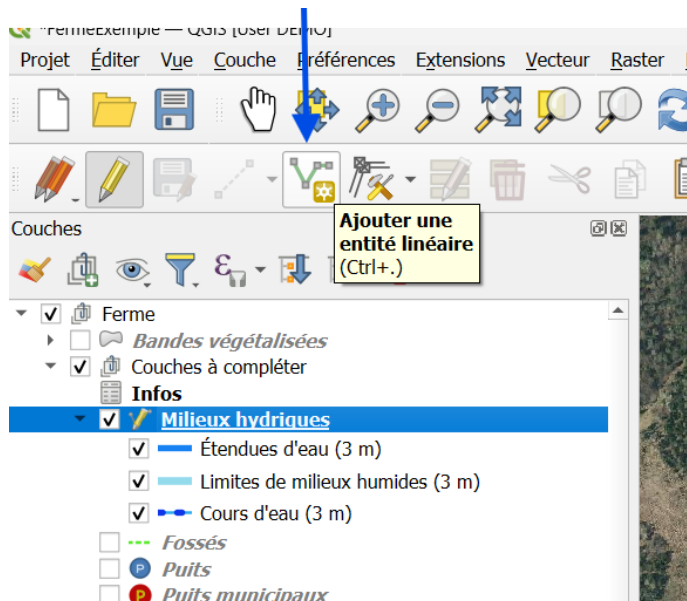 *FermeExemple — QGIS [User DEMO]
Projet Éditer Vue Couche Préférences Extensions Vecteur Raster
Ajouter une
entité linéaire
(Ctrl+.)
Couches
Ferme
Bandes végétalisées
Couches à compléter
Infos
Milieux hydriques
Étendues d'eau (3 m)
Limites de milieux humides (3 m)
Cours d'eau (3 m)
Fossés
P Puits
P Puits municipaux